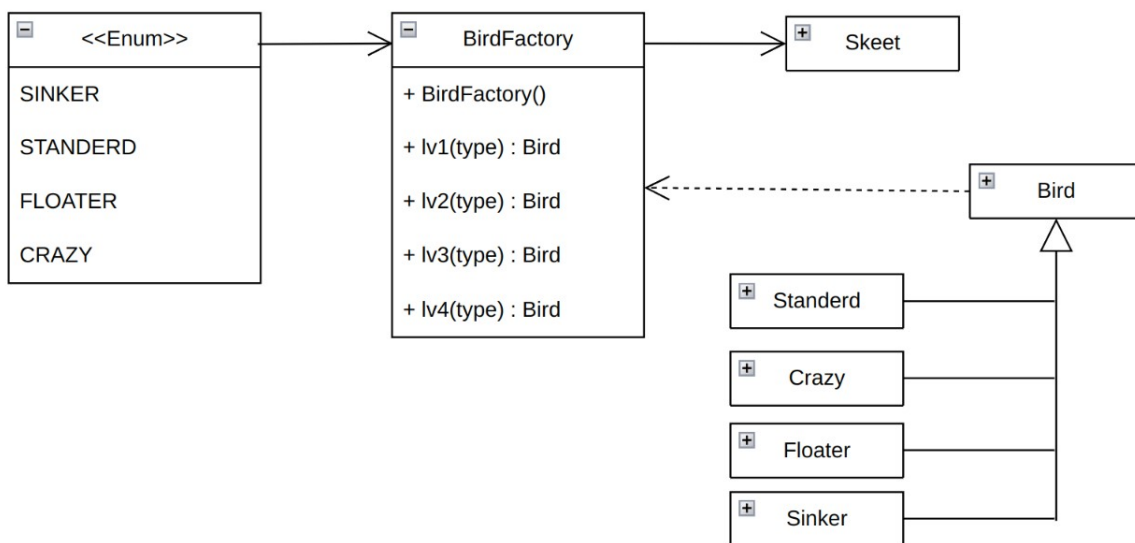 <<Enum>>
SINKER
STANDERD
FLOATER
CRAZY
BirdFactory
+ BirdFactory()
+ lv1(type) : Bird
+ lv2(type) : Bird
+ lv3(type) : Bird
+ lv4(type) : Bird
Skeet
Bird
Standerd
Crazy
Floater
Sinker